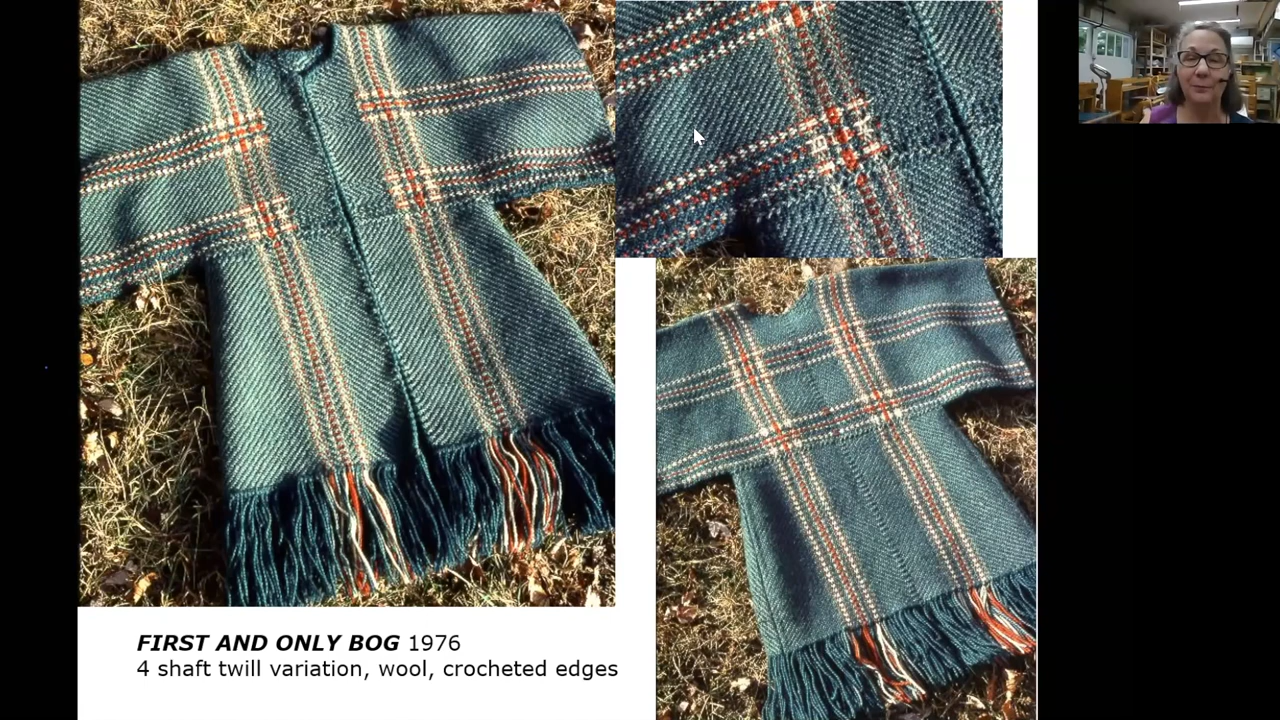 FIRST AND ONLY BOG 1976
4 shaft twill variation, wool, crocheted edges